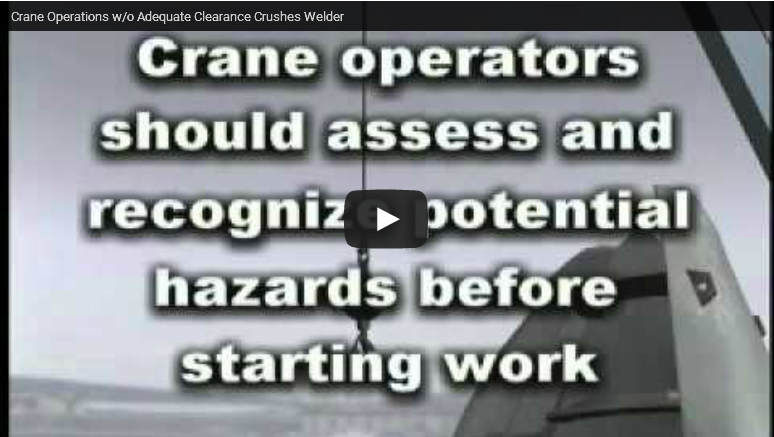 Crane Operations w/o Adequate Clearance Crushes Welder
Crane operators
should assess and
recognize potential
hazards before
starting work